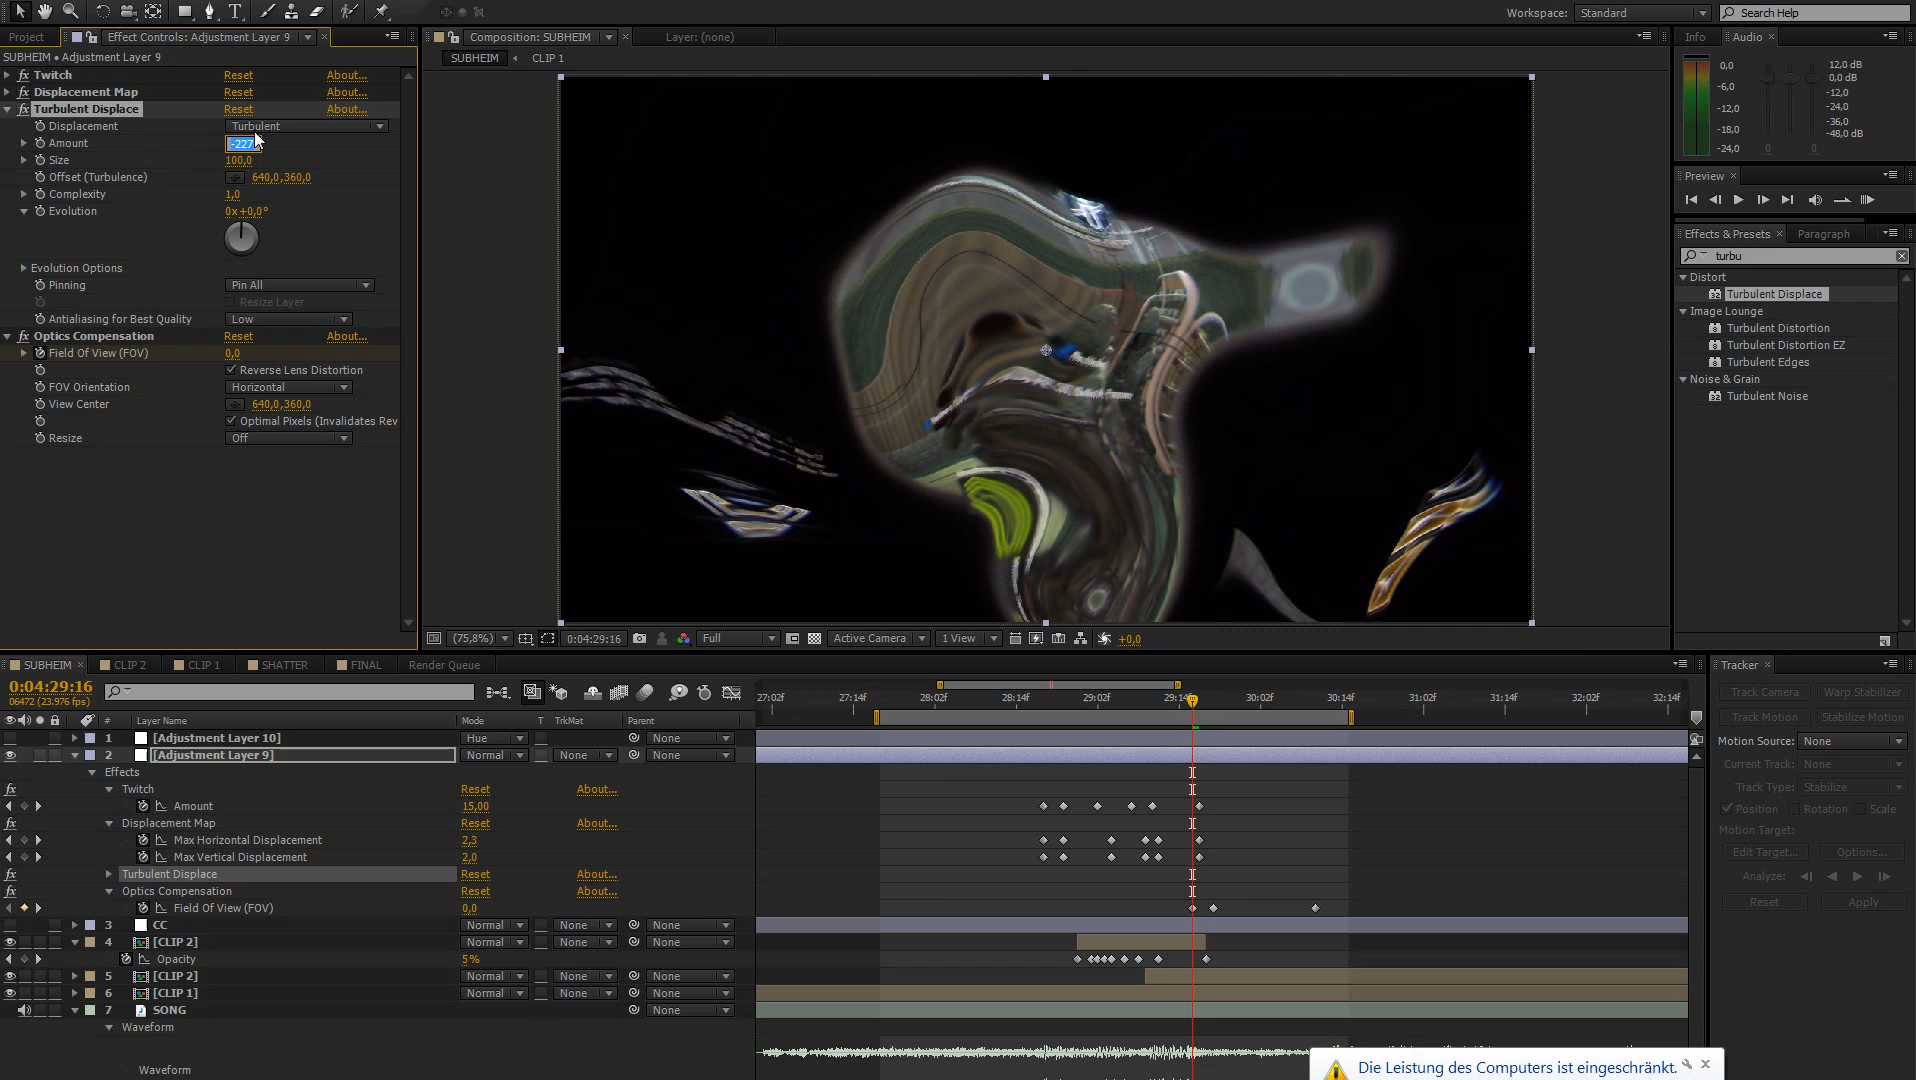 Workspace: Standard
Search Help
Project
Effect Controls: Adjustment Layer 9
Composition: SUBHEIM
Layer: (none)
Info
Audio
SUBHEIM • Adjustment Layer 9
SUBHEIM
CLIP 1
fx Twitch Reset About...
fx Displacement Map Reset About...
fx Turbulent Displace Reset About...
Displacement Turbulent
Amount -227
Size 100,0
Offset (Turbulence) 640,0,360,0
Complexity 1,0
Evolution 0x+0,0°
Evolution Options
Pinning Pin All
Resize Layer
Antialiasing for Best Quality Low
fx Optics Compensation Reset About...
Field Of View (FOV) 0,0
Reverse Lens Distortion
FOV Orientation Horizontal
View Center 640,0,360,0
Optimal Pixels (Invalidates Rev
Resize Off
0,0
-6,0
-12,0
-18,0
-24,0
12,0 dB
0,0 dB
-12,0
-24,0
-36,0
-48,0 dB
0 0
Preview
Effects & Presets
Paragraph
turbu
Distort
32 Turbulent Displace
Image Lounge
8 Turbulent Distortion
8 Turbulent Distortion EZ
8 Turbulent Edges
Noise & Grain
32 Turbulent Noise
(75,8%) 0:04:29:16 Full Active Camera 1 View +0,0
SUBHEIM CLIP 2 CLIP 1 SHATTER FINAL Render Queue
0:04:29:16
06472 (23.976 fps)
27:02f 27:14f 28:02f 28:14f 29:02f 29:14f 30:02f 30:14f 31:02f 31:14f 32:02f 32:14f
# Layer Name Mode T TrkMat Parent
1 [Adjustment Layer 10] Hue None
2 [Adjustment Layer 9] Normal None None
Effects
fx Twitch Reset About...
Amount 15,00
fx Displacement Map Reset About...
Max Horizontal Displacement 2,3
Max Vertical Displacement 2,0
fx Turbulent Displace Reset About...
fx Optics Compensation Reset About...
Field Of View (FOV) 0,0
3 CC Normal None None
4 [CLIP 2] Normal None None
Opacity 5%
5 [CLIP 2] Normal None None
6 [CLIP 1] Normal None None
7 SONG None
Waveform
Waveform
Tracker
Track Camera Warp Stabilizer
Track Motion Stabilize Motion
Motion Source: None
Current Track: None
Track Type: Stabilize
Position Rotation Scale
Motion Target:
Edit Target... Options...
Analyze:
Reset Apply
Die Leistung des Computers ist eingeschränkt.